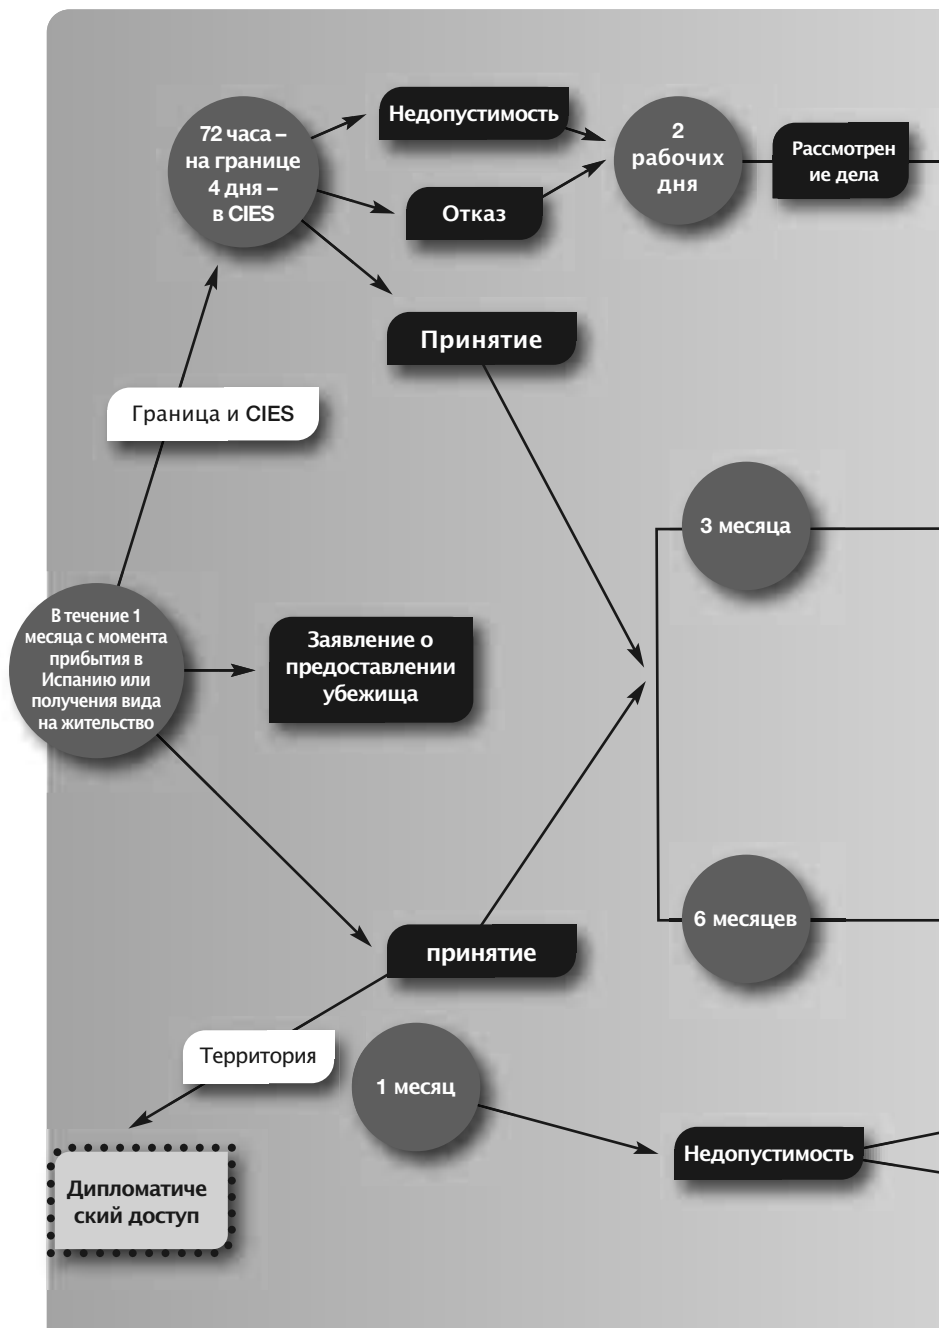 Недопустимость
72 часа –
на границе
4 дня –
в CIES
2
рабочих
дня
Рассмотрен
ие дела
Отказ
Принятие
Граница и CIES
3 месяца
В течение 1
месяца с момента
прибытия в
Испанию или
получения вида
на жительство
Заявление о
предоставлении
убежища
6 месяцев
принятие
Территория
1 месяц
Недопустимость
Дипломатиче
ский доступ